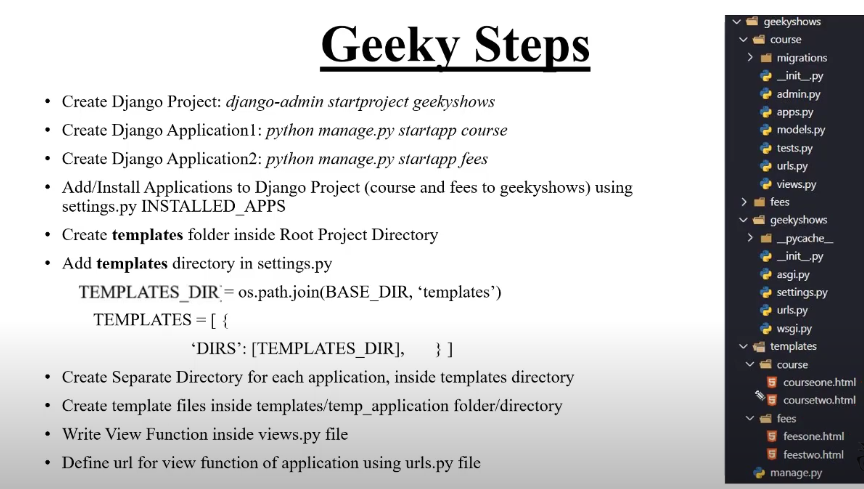 Geeky Steps
• Create Django Project: django-admin startproject geekyshows
• Create Django Application1: python manage.py startapp course
• Create Django Application2: python manage.py startapp fees
• Add/Install Applications to Django Project (course and fees to geekyshows) using
settings.py INSTALLED_APPS
• Create templates folder inside Root Project Directory
• Add templates directory in settings.py
TEMPLATES_DIR = os.path.join(BASE_DIR, ‘templates’)
TEMPLATES = [ {
‘DIRS’: [TEMPLATES_DIR], } ]
• Create Separate Directory for each application, inside templates directory
• Create template files inside templates/temp_application folder/directory
• Write View Function inside views.py file
• Define url for view function of application using urls.py file
geekyshows
course
migrations
__init__.py
admin.py
apps.py
models.py
tests.py
urls.py
views.py
fees
geekyshows
__pycache__
__init__.py
asgi.py
settings.py
urls.py
wsgi.py
templates
course
courseone.html
coursetwo.html
fees
feesone.html
feestwo.html
manage.py